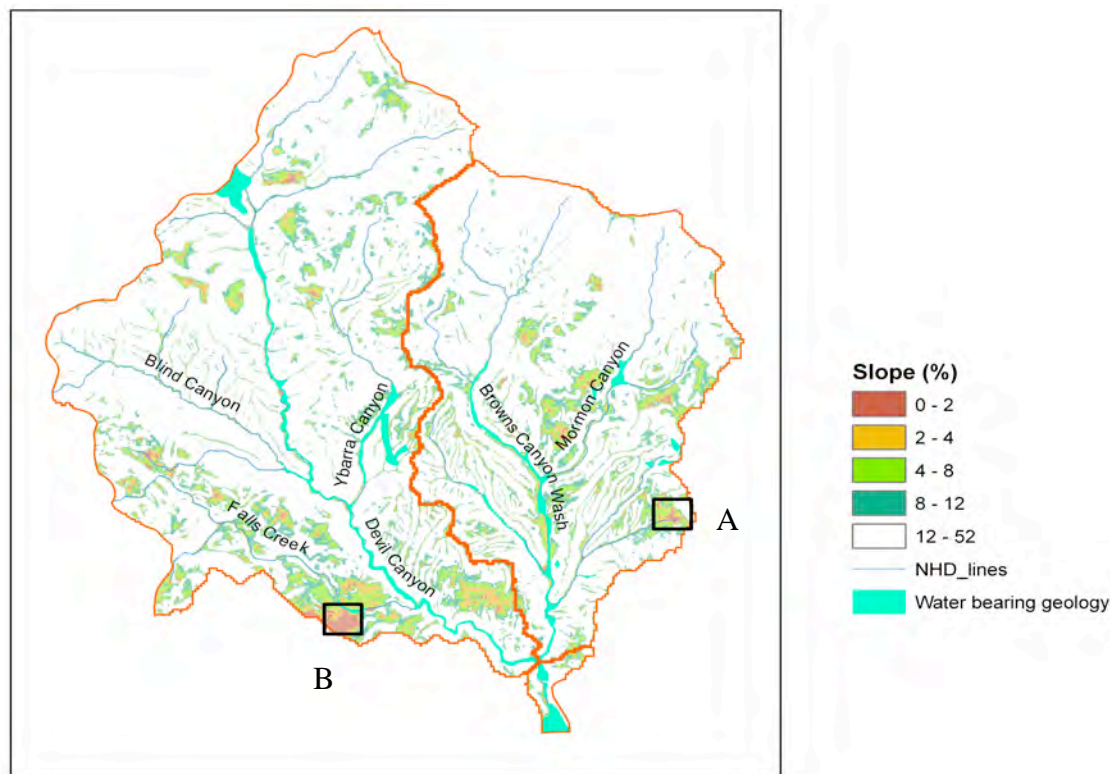 Blind Canyon
Ybarra Canyon
Browns Canyon Wash
Mormon Canyon
Falls Creek
Devil Canyon
A
B
Slope (%)
0 - 2
2 - 4
4 - 8
8 - 12
12 - 52
NHD_lines
Water bearing geology